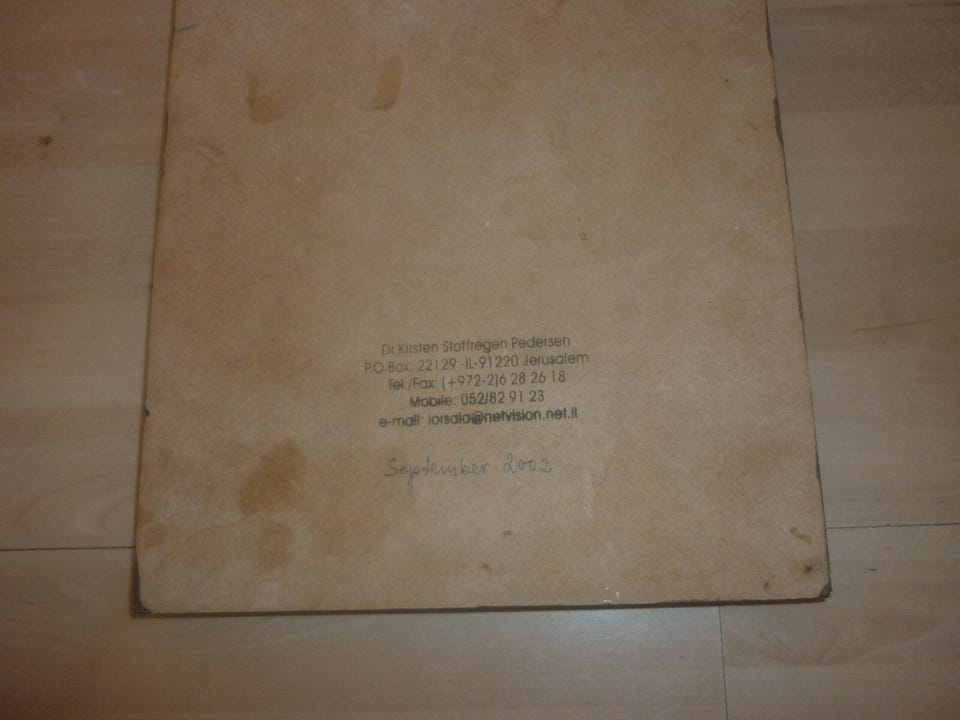 Dr Kirsten Stoffregen Pedersen
P.O.Box: 22129 -IL-91220 Jerusalem
Tel./Fax: (+972-2)6 28 26 18
Mobile: 052/82 91 23
e-mail: jorsala@netvision.net.il
September 2002